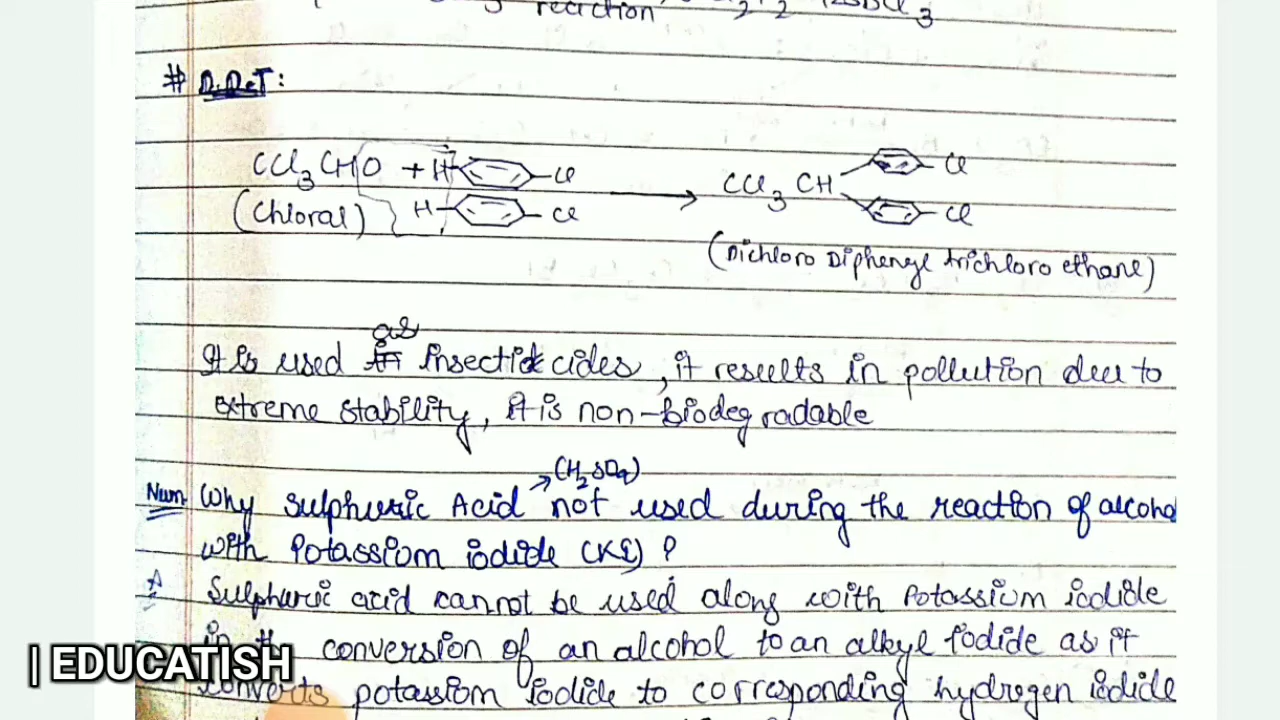 reaction
# D.D.T:
CCl3CHO + H-Cl → CCl3CH Cl
(Chloral) H-Cl Cl
(Dichloro Diphenyl trichloro ethane)
as
It is used in insecticides, it results in pollution due to
extreme stability, it is non-biodegradable
→(H2SO4)
Num Why Sulphuric Acid not used during the reaction of alcoho
with Potassium iodide (KI) ?
A Sulphuric acid cannot be used along with Potassium iodide
in the conversion of an alcohol to an alkyl iodide as it
converts potassium iodide to corresponding hydrogen iodide
| EDUCATISH